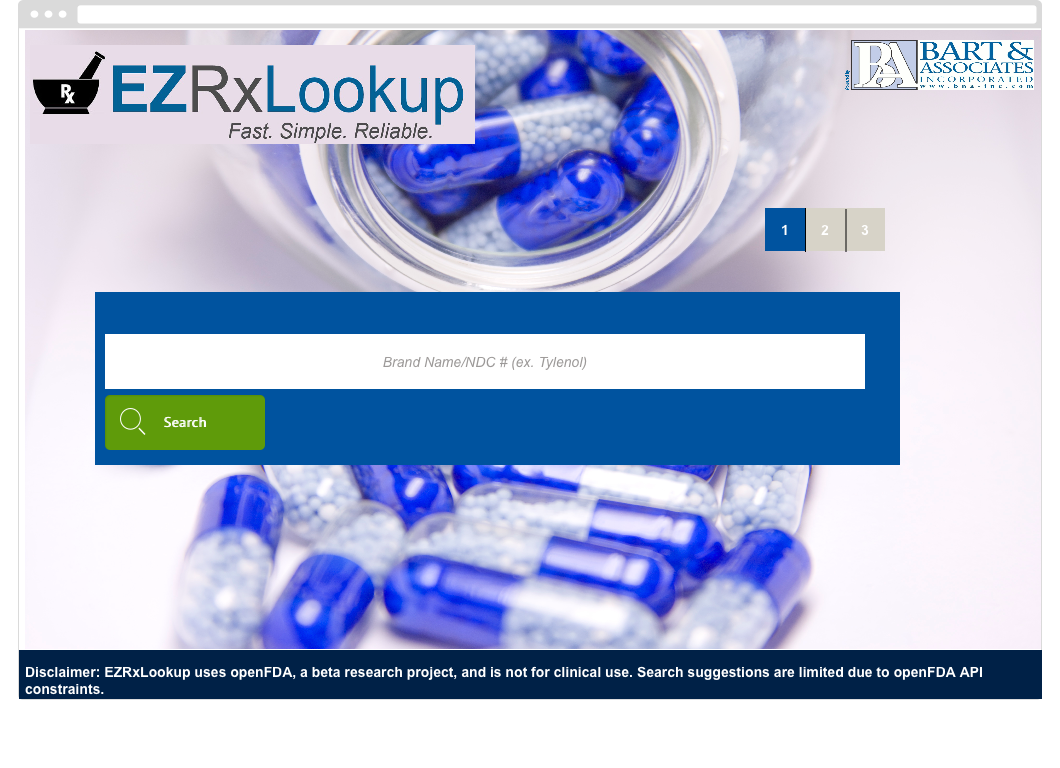 Rx
EZRxLookup
Fast. Simple. Reliable.
BA
BART &
ASSOCIATES
INCORPORATED
www.bna-inc.com
1
2
3
Brand Name/NDC # (ex. Tylenol)
Search
Disclaimer: EZRxLookup uses openFDA, a beta research project, and is not for clinical use. Search suggestions are limited due to openFDA API
constraints.